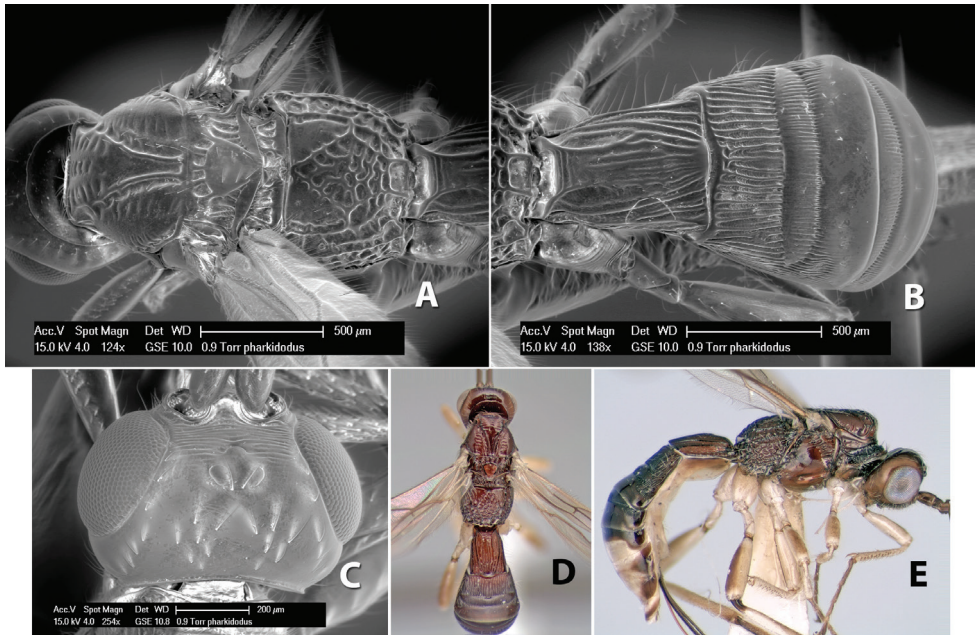 A
Acc.V Spot Magn Det WD 500 µm
15.0 kV 4.0 124x GSE 10.0 0.9 Torr pharkidodus
B
Acc.V Spot Magn Det WD 500 µm
15.0 kV 4.0 138x GSE 10.0 0.9 Torr pharkidodus
C
Acc.V Spot Magn Det WD 200 µm
15.0 kV 4.0 254x GSE 10.8 0.9 Torr pharkidodus
D
E